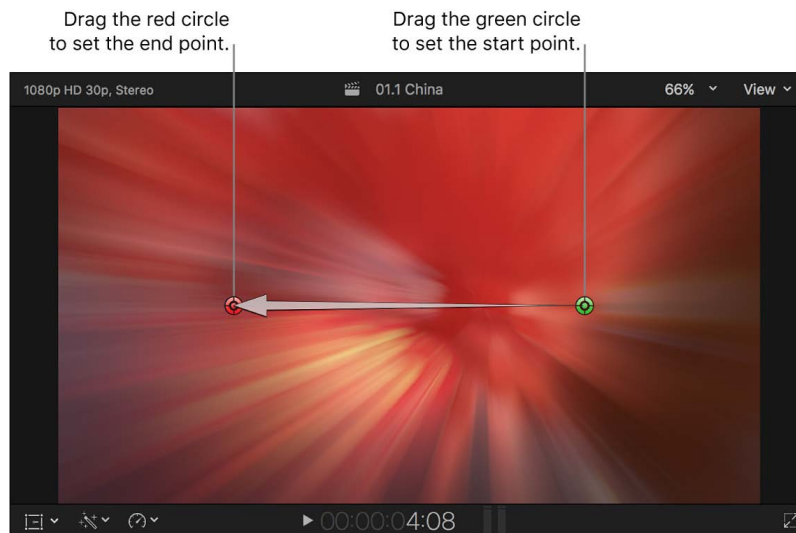 Drag the red circle
to set the end point.
Drag the green circle
to set the start point.
1080p HD 30p, Stereo
01.1 China
66%
View
00:00:04:08